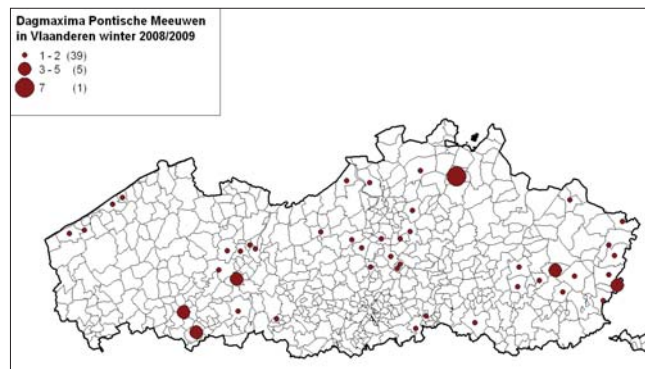 Dagmaxima Pontische Meeuwen
in Vlaanderen winter 2008/2009
1 - 2 (39)
3 - 5 (5)
7 (1)